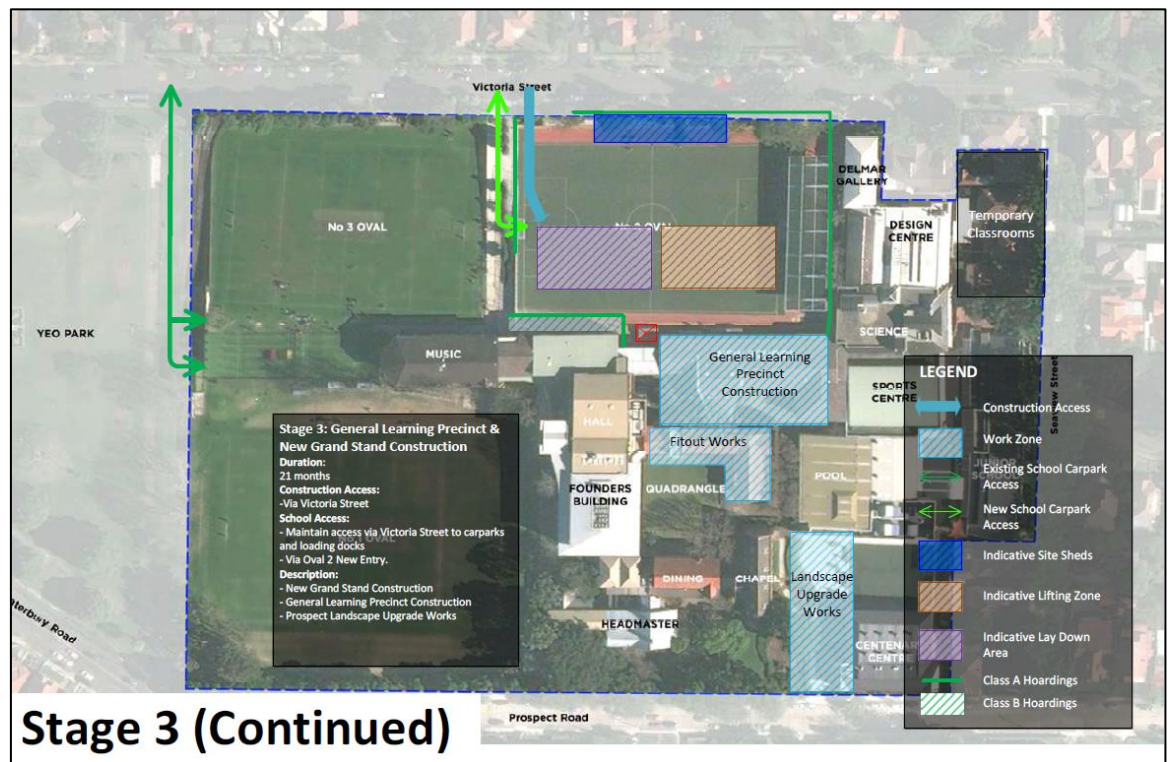 Victoria Street
DELMAR
GALLERY
No 3 OVAL
DESIGN
CENTRE
Temporary
Classrooms
YEO PARK
MUSIC
SCIENCE
General Learning
Precinct
Construction
SPORTS
CENTRE
HALL
Fitout Works
FOUNDERS
BUILDING
QUADRANGLE
POOL
JUNIOR
SCHOOL
Seaview Street
DINING
CHAPEL
HEADMASTER
Landscape
Upgrade
Works
CENTENARY
CENTRE
Stage 3: General Learning Precinct &
New Grand Stand Construction
Duration:
21 months
Construction Access:
-Via Victoria Street
School Access:
- Maintain access via Victoria Street to carparks
and loading docks
- Via Oval 2 New Entry.
Description:
- New Grand Stand Construction
- General Learning Precinct Construction
- Prospect Landscape Upgrade Works
LEGEND
Construction Access
Work Zone
Existing School Carpark
Access
New School Carpark
Access
Indicative Site Sheds
Indicative Lifting Zone
Indicative Lay Down
Area
Class A Hoardings
Class B Hoardings
Road
Prospect Road
Stage 3 (Continued)